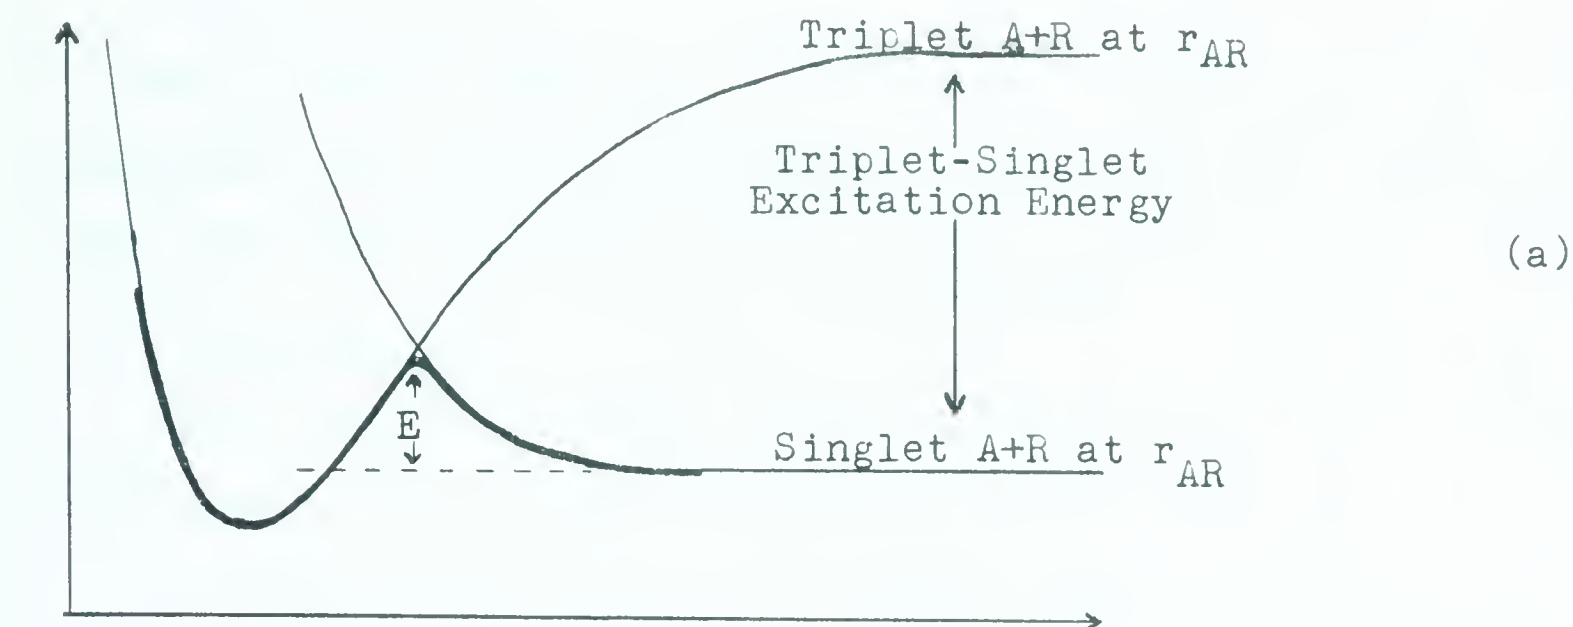 Triplet A+R at rAR
Triplet-Singlet
Excitation Energy
(a)
E
Singlet A+R at rAR